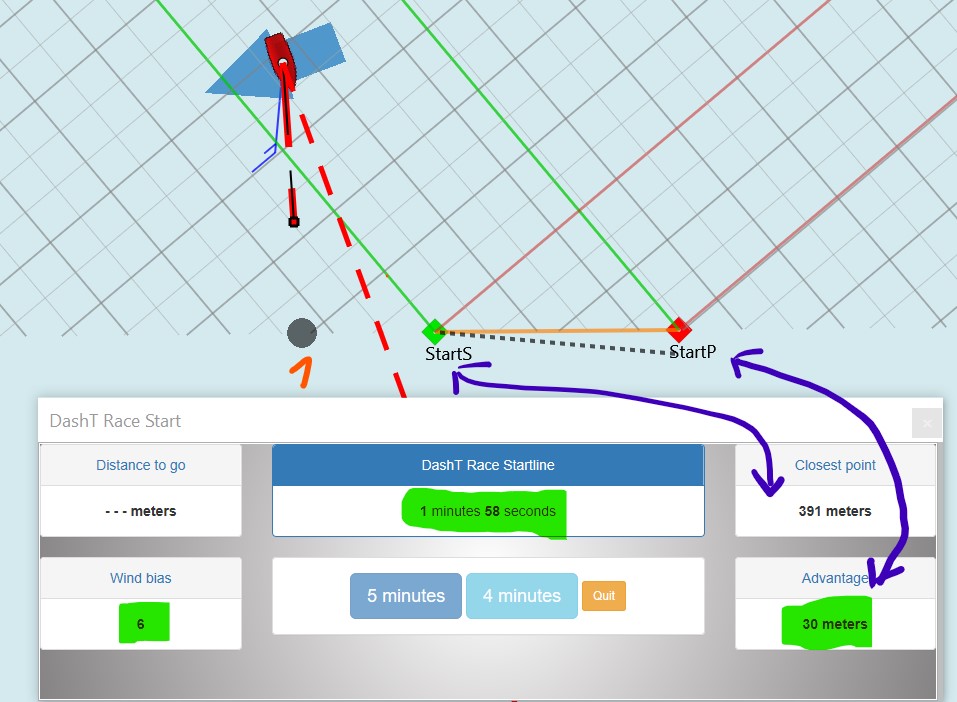 StartS
StartP
DashT Race Start
×
Distance to go
DashT Race Startline
Closest point
- - - meters
1 minutes 58 seconds
391 meters
Wind bias
5 minutes
4 minutes
Quit
Advantage
6
30 meters